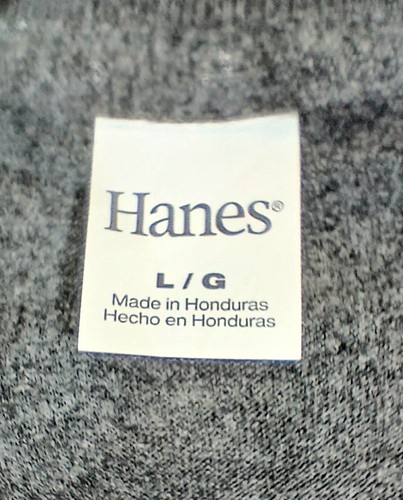 Hanes®
L / G
Made in Honduras
Hecho en Honduras